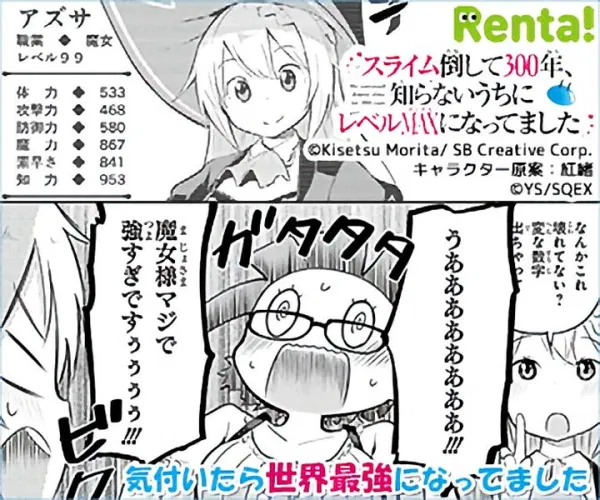 アズサ
職業◆魔女
レベル99
体力◆533
攻撃力◆468
防御力◆580
魔力◆867
素早さ◆841
知力◆953
Renta!
スライム倒して300年、
知らないうちに
レベルMAXになってました
©Kisetsu Morita/ SB Creative Corp.
キャラクター原案：紅緒
©YS/SQEX
なんかこれ
壊れてない?
変な数字
出ちゃっ
うああああああああ!!!
ガタタタ
魔女様マジで
強すぎですぅぅぅぅ!!!
ビク
気付いたら世界最強になってました